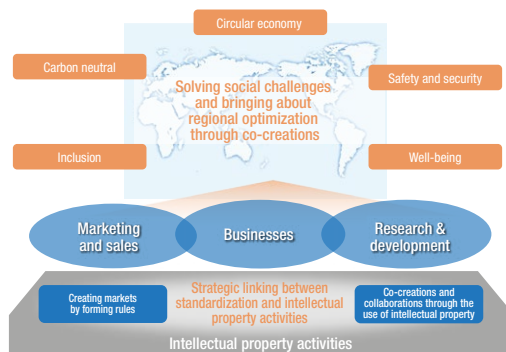 Circular economy
Carbon neutral
Safety and security
Solving social challenges
and bringing about
regional optimization
through co-creations
Inclusion
Well-being
Marketing
and sales
Businesses
Research &
development
Creating markets
by forming rules
Strategic linking between
standardization and intellectual
property activities
Co-creations and
collaborations through the
use of intellectual property
Intellectual property activities